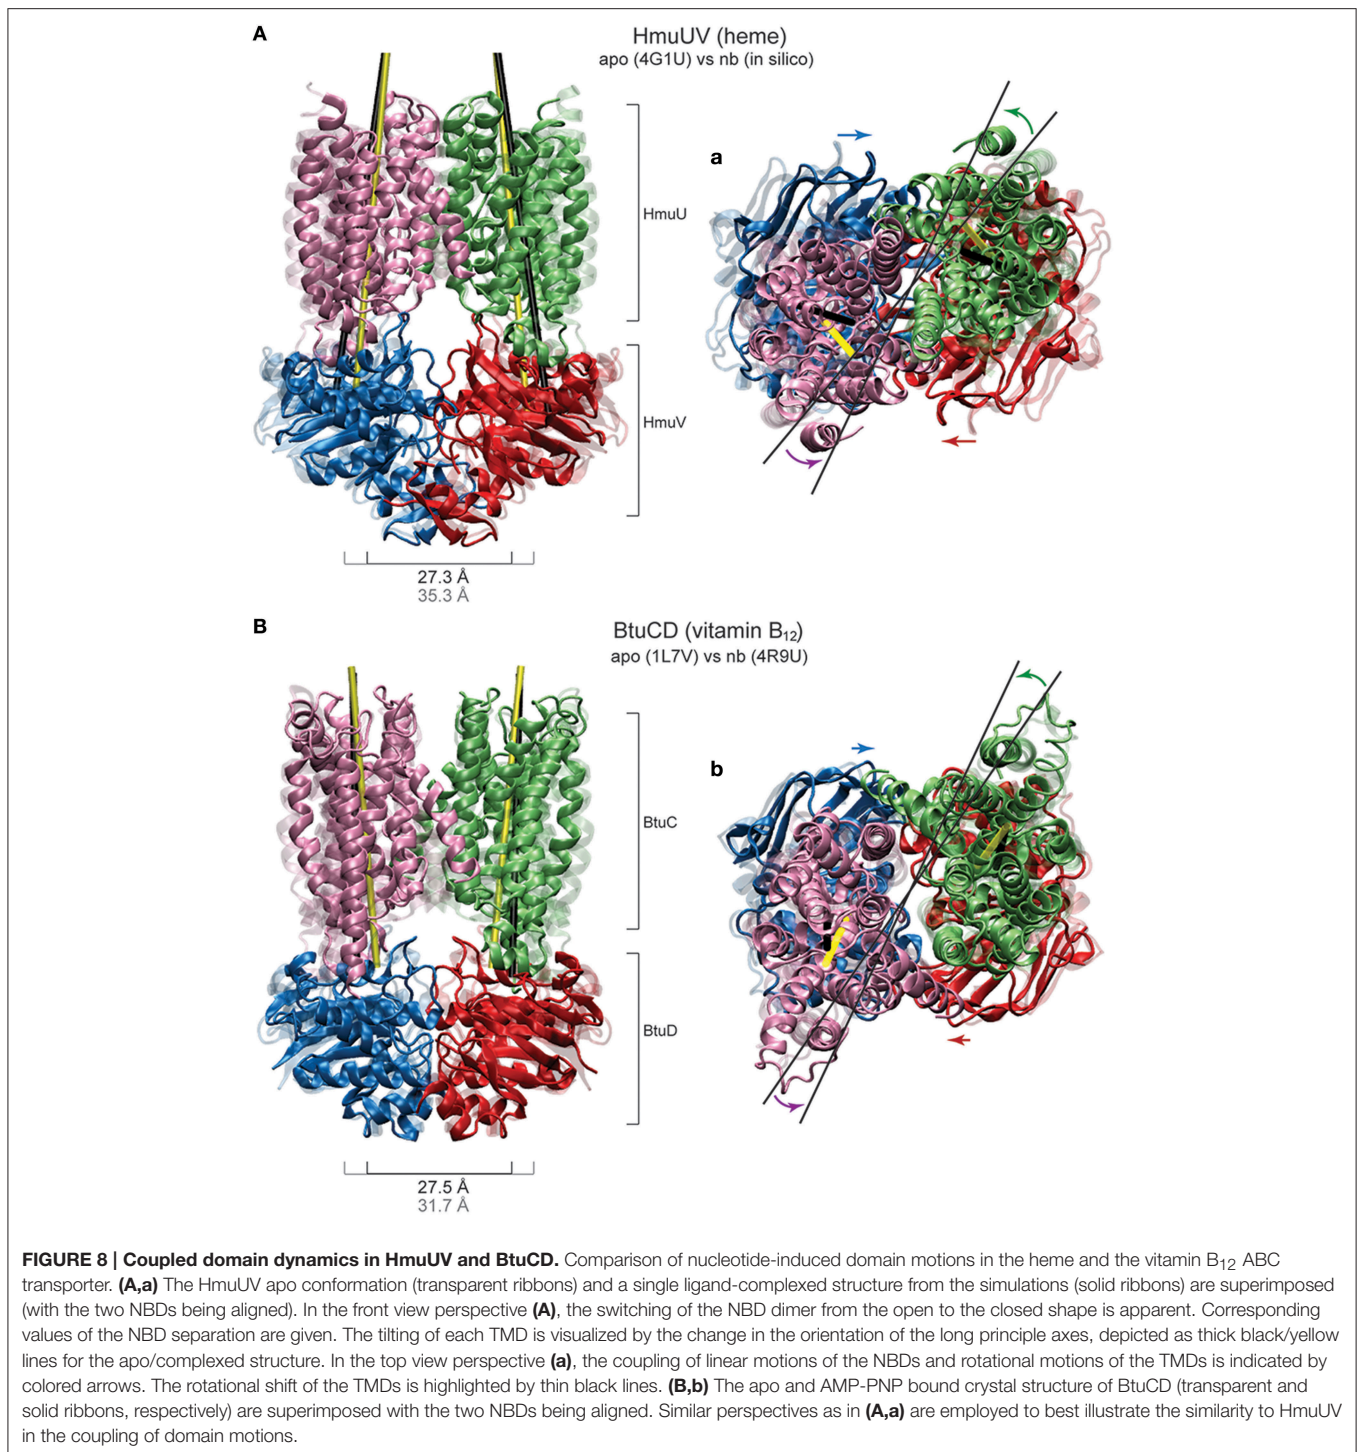 A
HmuUV (heme)
apo (4G1U) vs nb (in silico)
a
HmuU
HmuV
27.3 Å
35.3 Å
B
BtuCD (vitamin B12)
apo (1L7V) vs nb (4R9U)
b
BtuC
BtuD
27.5 Å
31.7 Å
FIGURE 8 | Coupled domain dynamics in HmuUV and BtuCD. Comparison of nucleotide-induced domain motions in the heme and the vitamin B12 ABC
transporter. (A,a) The HmuUV apo conformation (transparent ribbons) and a single ligand-complexed structure from the simulations (solid ribbons) are superimposed
(with the two NBDs being aligned). In the front view perspective (A), the switching of the NBD dimer from the open to the closed shape is apparent. Corresponding
values of the NBD separation are given. The tilting of each TMD is visualized by the change in the orientation of the long principle axes, depicted as thick black/yellow
lines for the apo/complexed structure. In the top view perspective (a), the coupling of linear motions of the NBDs and rotational motions of the TMDs is indicated by
colored arrows. The rotational shift of the TMDs is highlighted by thin black lines. (B,b) The apo and AMP-PNP bound crystal structure of BtuCD (transparent and
solid ribbons, respectively) are superimposed with the two NBDs being aligned. Similar perspectives as in (A,a) are employed to best illustrate the similarity to HmuUV
in the coupling of domain motions.